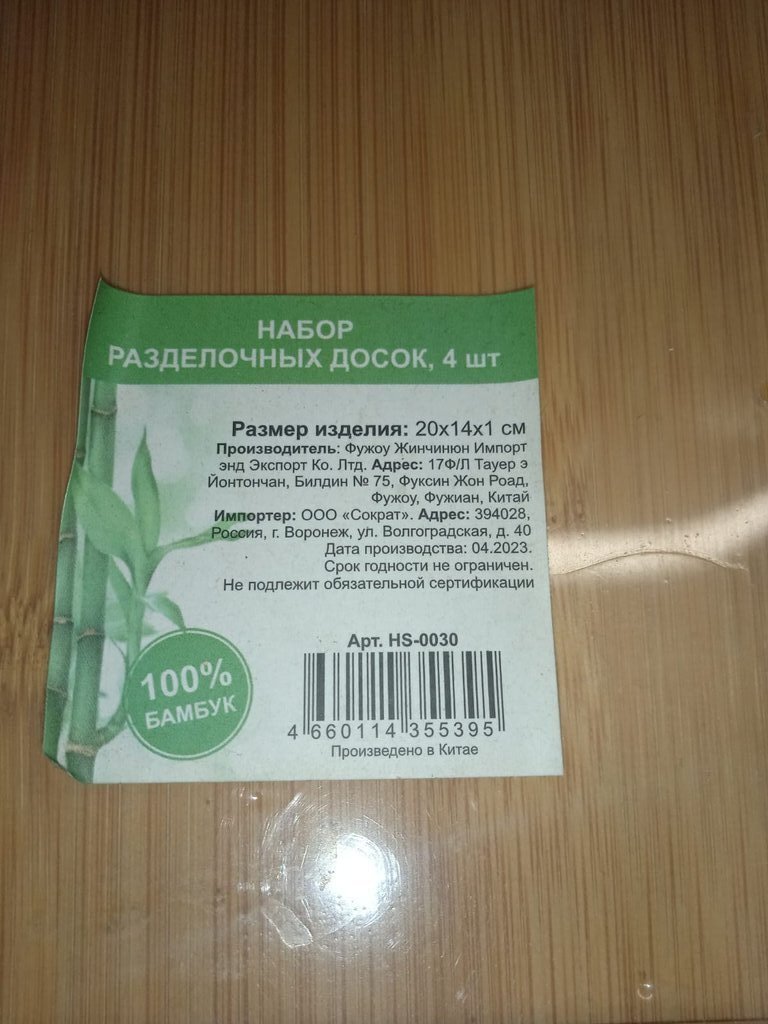 НАБОР
РАЗДЕЛОЧНЫХ ДОСОК, 4 шт
Размер изделия: 20х14х1 см
Производитель: Фужоу Жинчинюн Импорт
энд Экспорт Ко. Лтд. Адрес: 17Ф/Л Тауер э
Йонтончан, Билдин № 75, Фуксин Жон Роад,
Фужоу, Фужиан, Китай
Импортер: ООО «Сократ». Адрес: 394028,
Россия, г. Воронеж, ул. Волгоградская, д. 40
Дата производства: 04.2023.
Срок годности не ограничен.
Не подлежит обязательной сертификации
Арт. HS-0030
100%
БАМБУК
4 660114 355395
Произведено в Китае